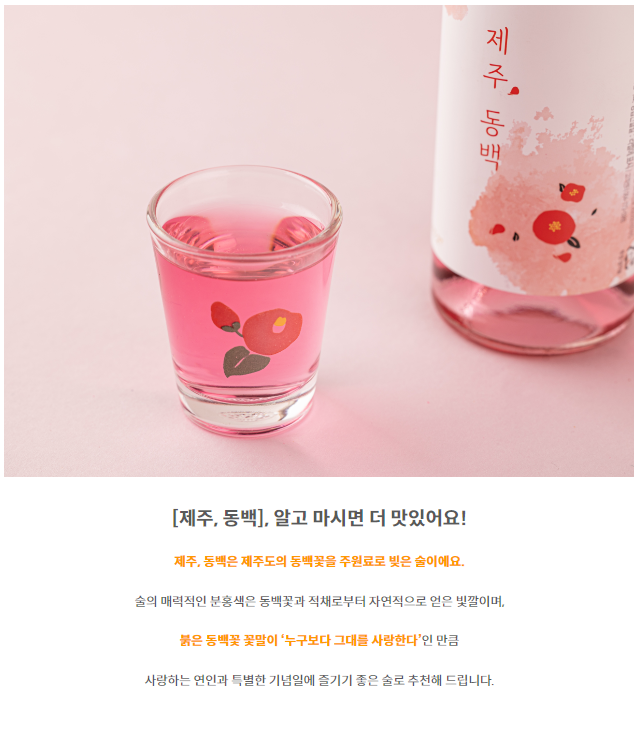 제주, 동백
[제주, 동백], 알고 마시면 더 맛있어요!
제주, 동백은 제주도의 동백꽃을 주원료로 빚은 술이에요.
술의 매력적인 분홍색은 동백꽃과 적채로부터 자연적으로 얻은 빛깔이며,
붉은 동백꽃 꽃말이 ‘누구보다 그대를 사랑한다’인 만큼
사랑하는 연인과 특별한 기념일에 즐기기 좋은 술로 추천해 드립니다.